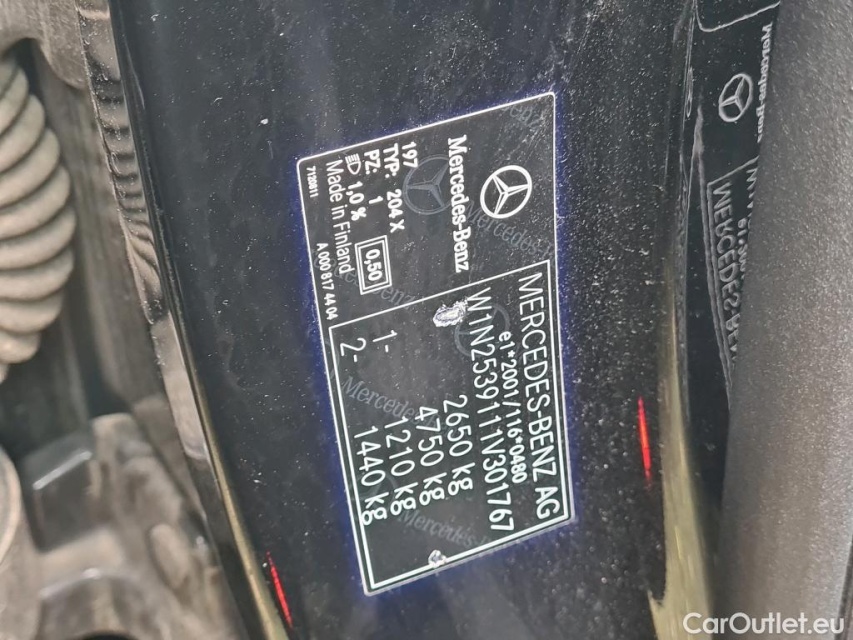 Mercedes-Benz
197
TYP: 204 X
PZ: 1
1,0 %
0,50
Made in Finland
7120811
A 000 817 44 04
MERCEDES-BENZ AG
e1*2001/116*0480
W1N2539111V301767
2650 kg
4750 kg
1- 1210 kg
2- 1440 kg
CarOutlet.eu